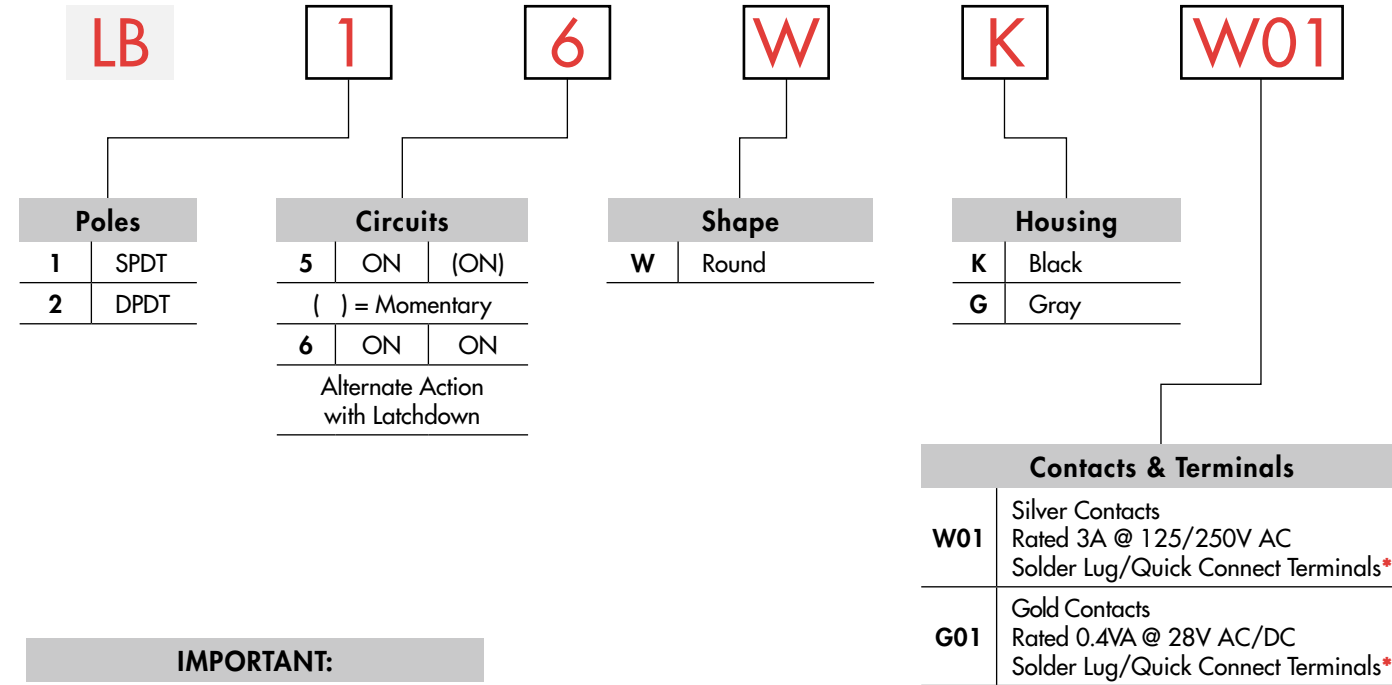 LB 1 6 W K W01
Poles
1 SPDT
2 DPDT
Circuits
5 ON (ON)
( ) = Momentary
6 ON ON
Alternate Action
with Latchdown
Shape
W Round
Housing
K Black
G Gray
Contacts & Terminals
W01
Silver Contacts
Rated 3A @ 125/250V AC
Solder Lug/Quick Connect Terminals*
G01
Gold Contacts
Rated 0.4VA @ 28V AC/DC
Solder Lug/Quick Connect Terminals*
IMPORTANT: